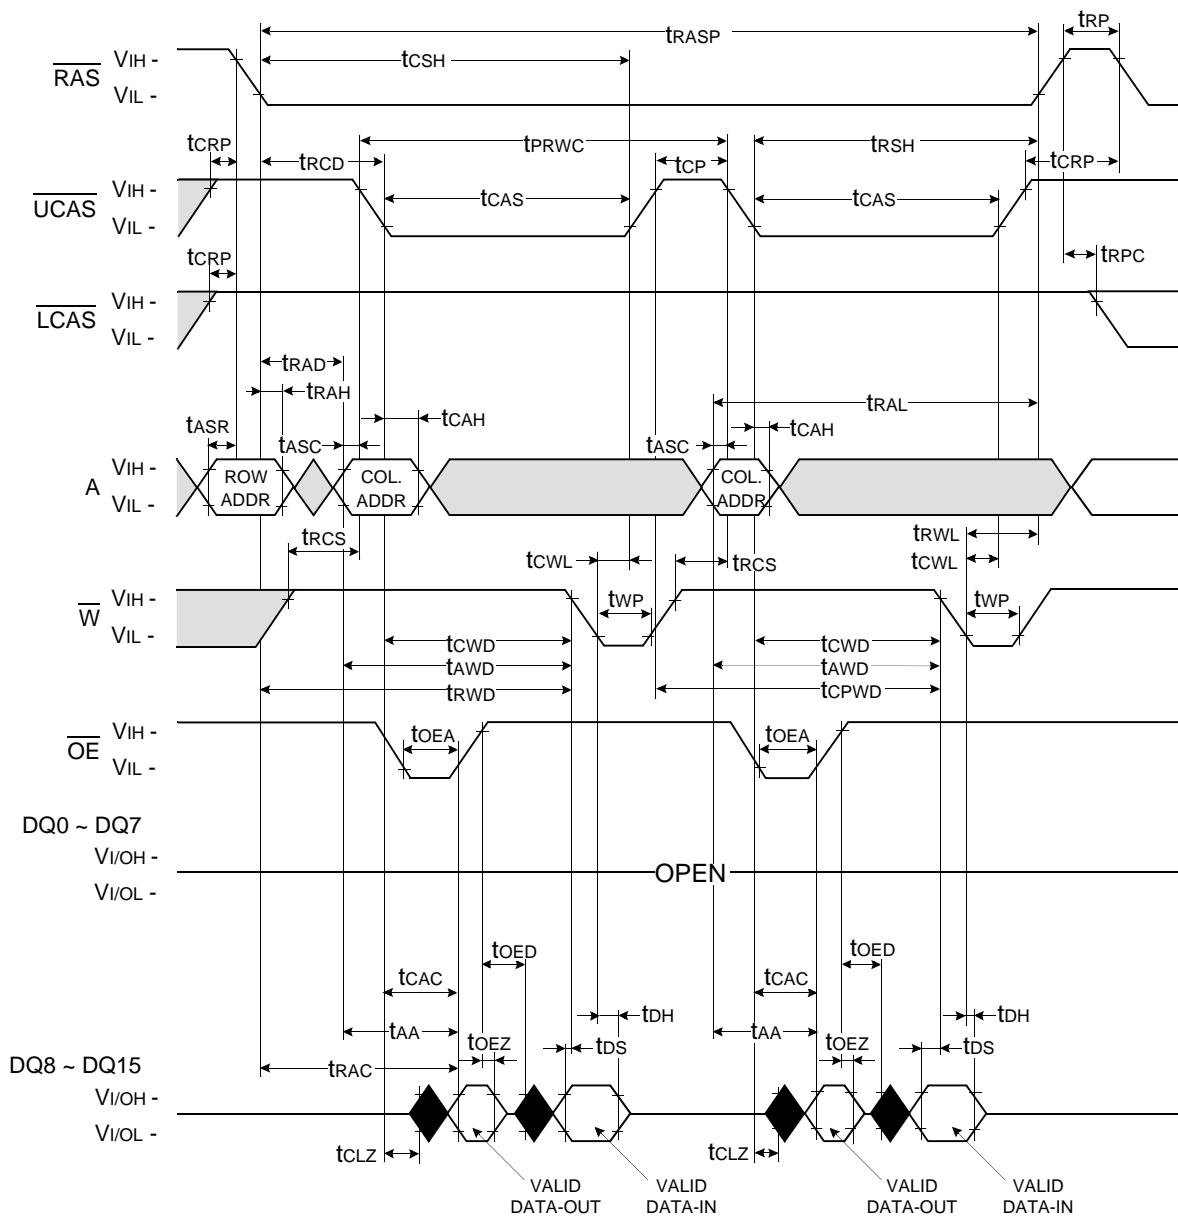 tRP
tRASP
VIH -
tCSH
RAS
VIL -
tCRP
tPRWC
tRSH
tRCD
tCP
tCRP
VIH -
UCAS
tCAS
tCAS
VIL -
tCRP
tRPC
VIH -
LCAS
VIL -
tRAD
tRAH
tRAL
tASR
tCAH
tCAH
tASC
tASC
VIH -
A
VIL -
ROW
ADDR
COL.
ADDR
COL.
ADDR
tRCS
tRWL
tCWL
tRCS
tCWL
VIH -
W
VIL -
tWP
tWP
tCWD
tCWD
tAWD
tAWD
tRWD
tCPWD
VIH -
OE
VIL -
tOEA
tOEA
DQ0 ~ DQ7
VI/OH -
OPEN
VI/OL -
tOED
tOED
tCAC
tCAC
tDH
tDH
tAA
tAA
tOEZ
tDS
tOEZ
tDS
tRAC
DQ8 ~ DQ15
VI/OH -
VI/OL -
tCLZ
tCLZ
VALID
DATA-OUT
VALID
DATA-IN
VALID
DATA-OUT
VALID
DATA-IN